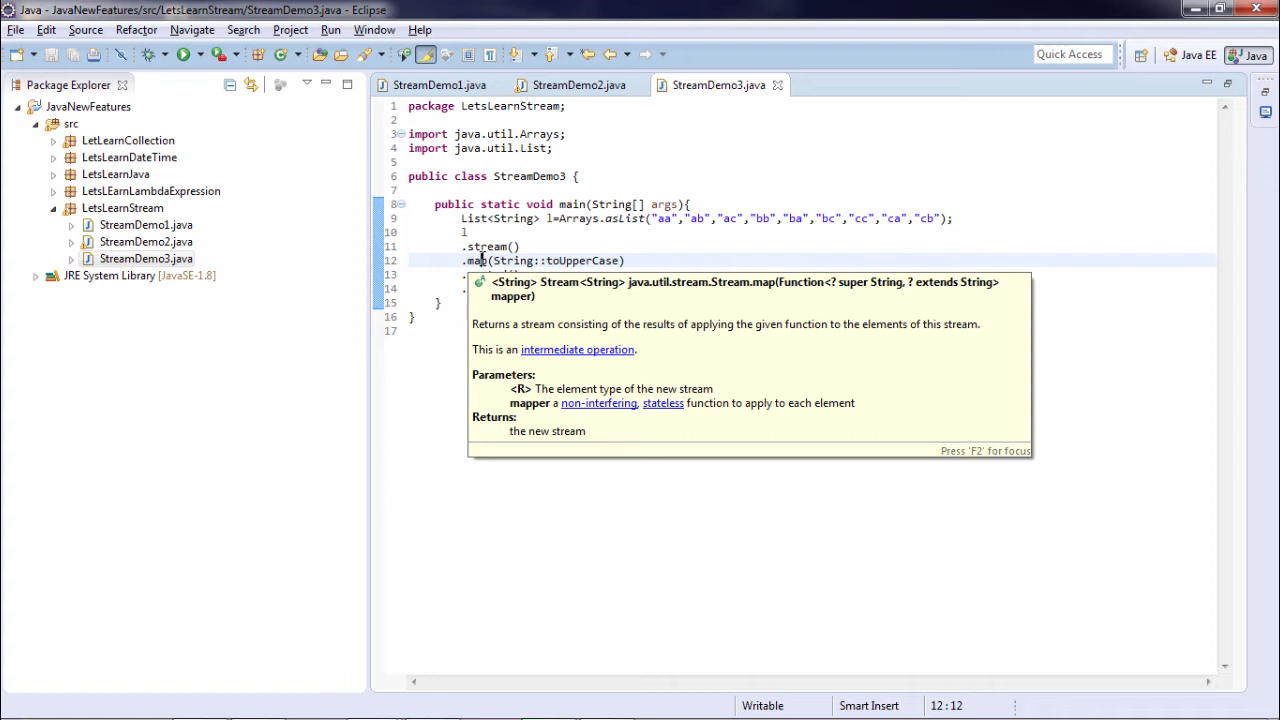 Java - JavaNewFeatures/src/LetsLearnStream/StreamDemo3.java - Eclipse
File Edit Source Refactor Navigate Search Project Run Window Help
Quick Access Java EE Java
Package Explorer
JavaNewFeatures
src
LetLearnCollection
LetsLearnDateTime
LetsLearnJava
LetsLEarnLambdaExpression
LetsLearnStream
StreamDemo1.java
StreamDemo2.java
StreamDemo3.java
JRE System Library [JavaSE-1.8]
StreamDemo1.java StreamDemo2.java StreamDemo3.java
1 package LetsLearnStream;
2
3 import java.util.Arrays;
4 import java.util.List;
5
6 public class StreamDemo3 {
7
8 public static void main(String[] args){
9 List<String> l=Arrays.asList("aa","ab","ac","bb","ba","bc","cc","ca","cb");
10 l
11 .stream()
12 .map(String::toUpperCase)
13 .
14 .
15 }
16 }
17
<String> Stream<String> java.util.stream.Stream.map(Function<? super String, ? extends String>
mapper)
Returns a stream consisting of the results of applying the given function to the elements of this stream.
This is an intermediate operation.
Parameters:
<R> The element type of the new stream
mapper a non-interfering, stateless function to apply to each element
Returns:
the new stream
Press 'F2' for focus
Writable Smart Insert 12 : 12